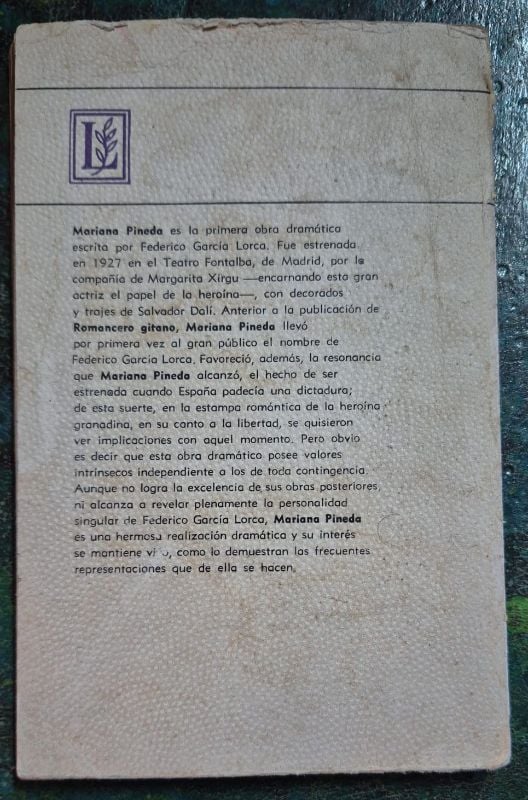 L
Mariana Pineda es la primera obra dramática
escrita por Federico García Lorca. Fue estrenada
en 1927 en el Teatro Fontalba, de Madrid, por la
compañía de Margarita Xirgu —encarnando esta gran
actriz el papel de la heroína—, con decorados
y trajes de Salvador Dalí. Anterior a la publicación de
Romancero gitano, Mariana Pineda llevó
por primera vez al gran público el nombre de
Federico García Lorca. Favoreció, además, la resonancia
que Mariana Pineda alcanzó, el hecho de ser
estrenada cuando España padecía una dictadura;
de esta suerte, en la estampa romántica de la heroína
granadina, en su canto a la libertad, se quisieron
ver implicaciones con aquel momento. Pero obvio
es decir que esta obra dramático posee valores
intrínsecos independiente a los de toda contingencia.
Aunque no logra la excelencia de sus obras posteriores,
ni alcanza a revelar plenamente la personalidad
singular de Federico García Lorca, Mariana Pineda
es una hermosa realización dramática y su interés
se mantiene vivo, como lo demuestran las frecuentes
representaciones que de ella se hacen.